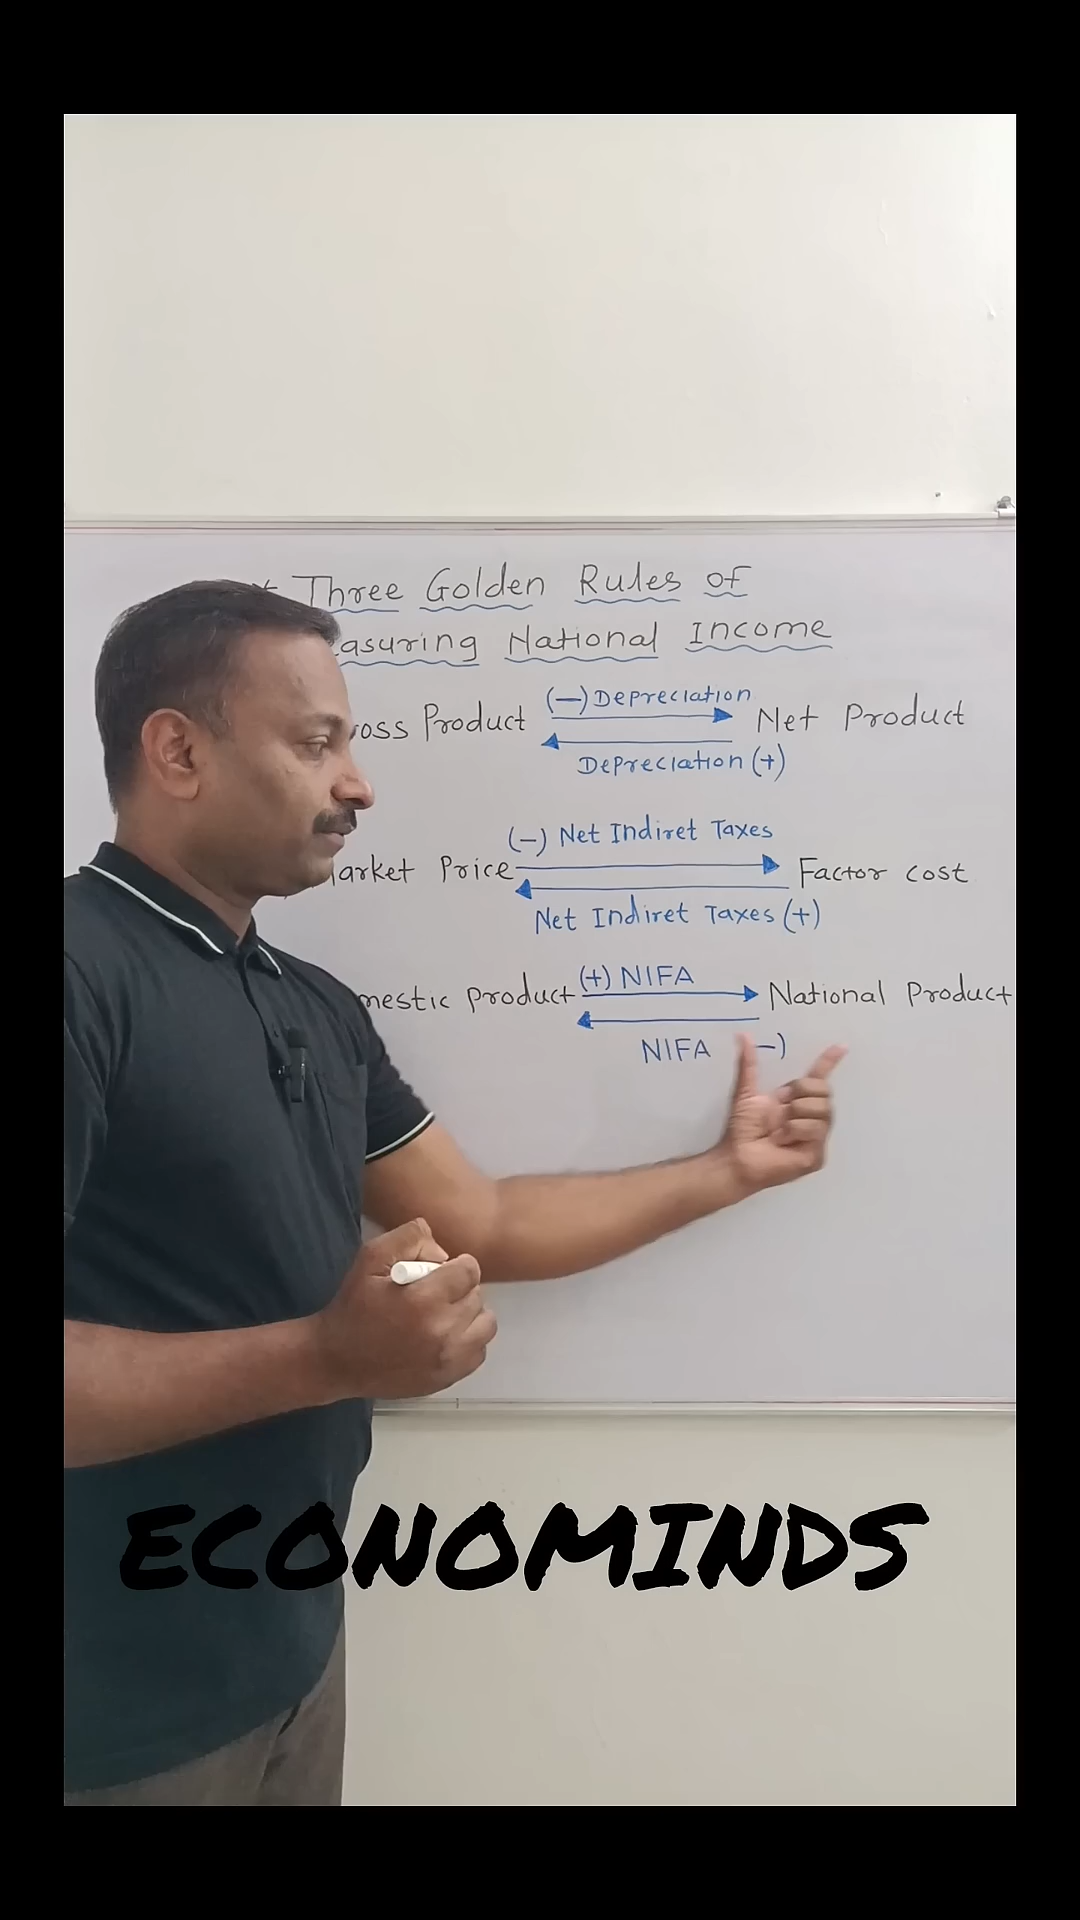 * Three Golden Rules of
asuring National Income
ross Product (−) Depreciation Net Product
Depreciation (+)
(−) Net Indiret Taxes
arket Price Factor cost
Net Indiret Taxes (+)
mestic Product (+) NIFA National Product
NIFA −)
ECONOMINDS